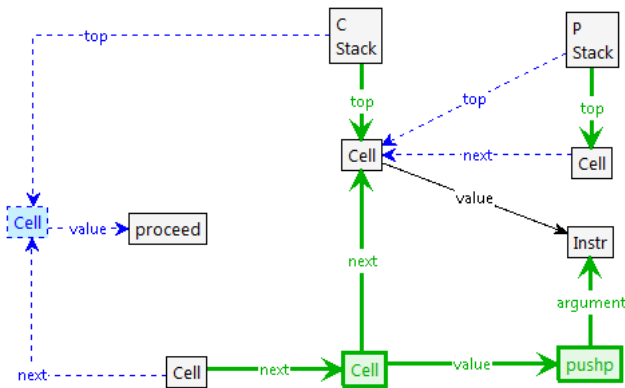 C
Stack
P
Stack
top
top
top
top
Cell
next
Cell
value
Cell
value
proceed
Instr
next
argument
next
Cell
next
Cell
value
pushp